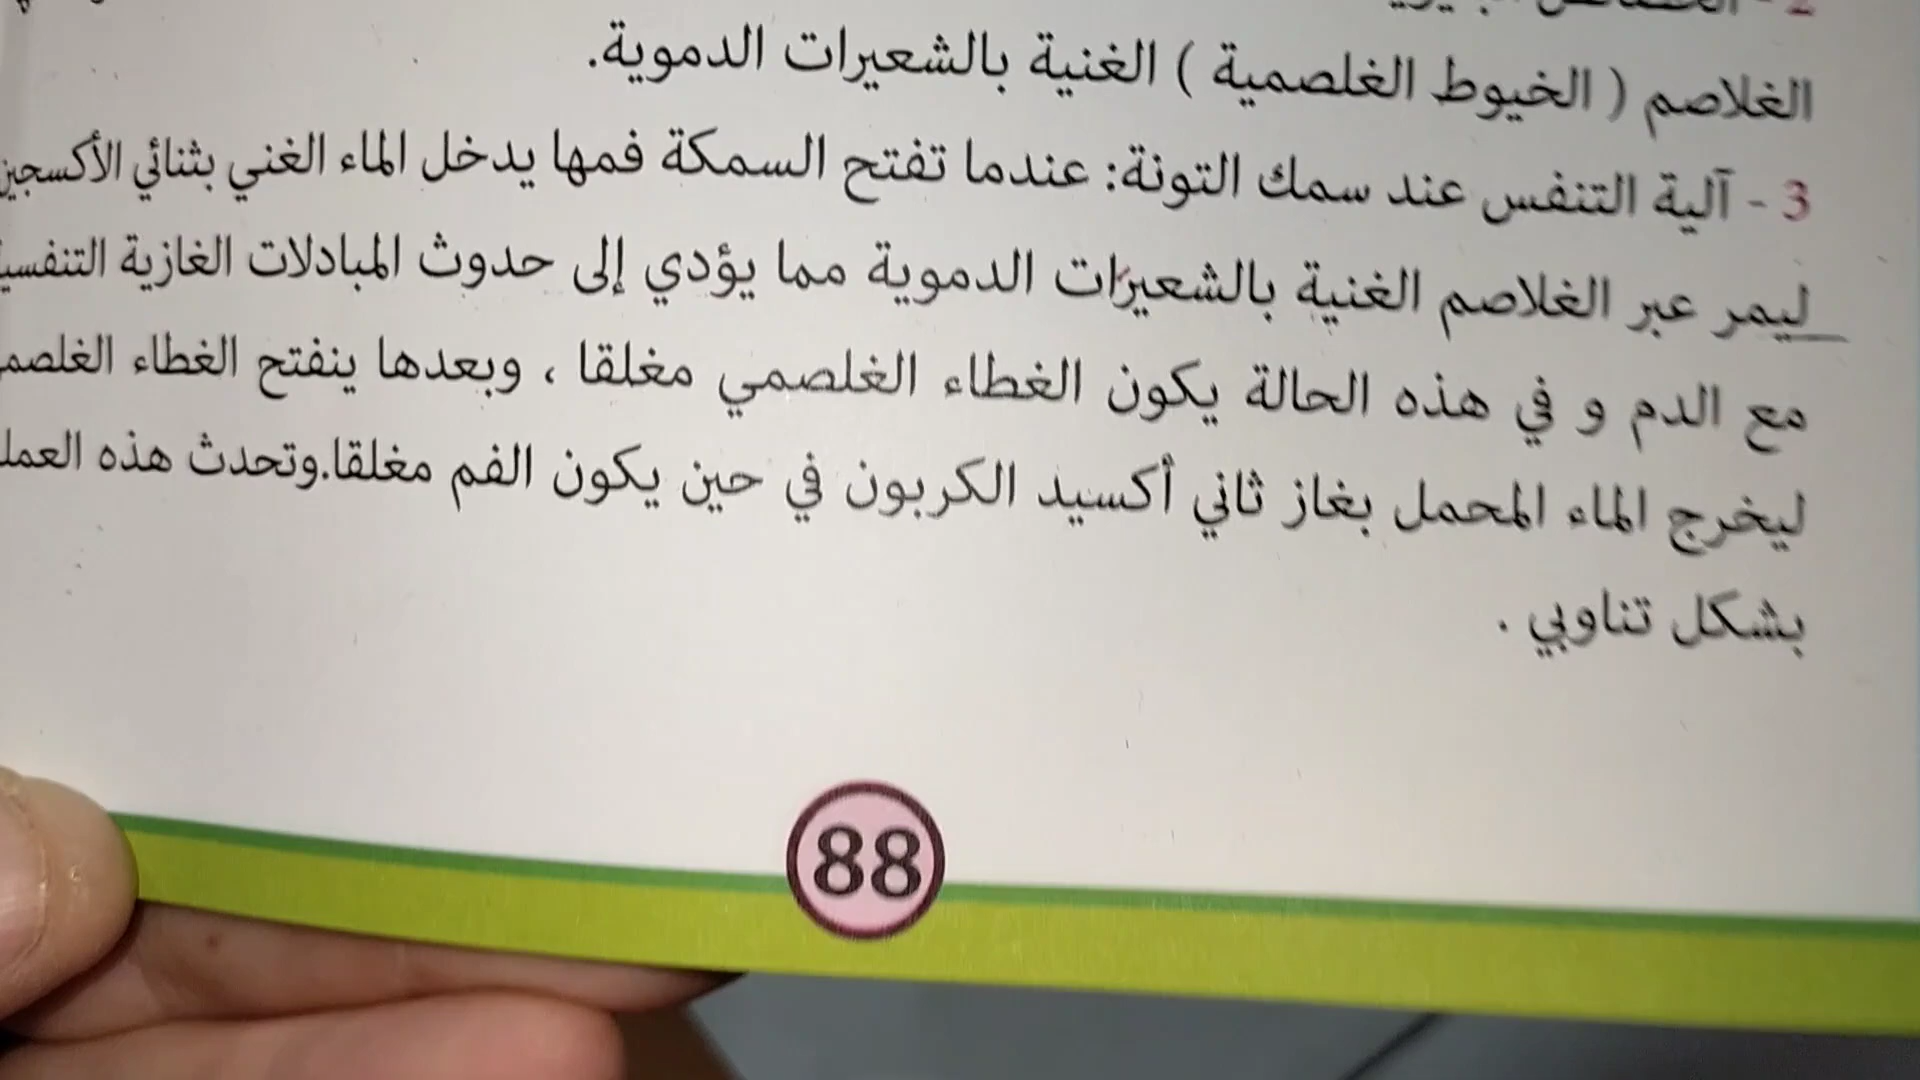 الغلاصم ( الخيوط الغلصمية ) الغنية بالشعيرات الدموية.
3 - آلية التنفس عند سمك التونة: عندما تفتح السمكة فمها يدخل الماء الغني بثنائي الأكسجين
ليمر عبر الغلاصم الغنية بالشعيرات الدموية مما يؤدي إلى حدوث المبادلات الغازية
مع الدم و في هذه الحالة يكون الغطاء الغلصمي مغلقا ، وبعدها ينفتح الغطاء
ليخرج الماء المحمل بغاز ثاني أكسيد الكربون في حين يكون الفم مغلقا.وتحدث هذه
بشكل تناوبي .
88